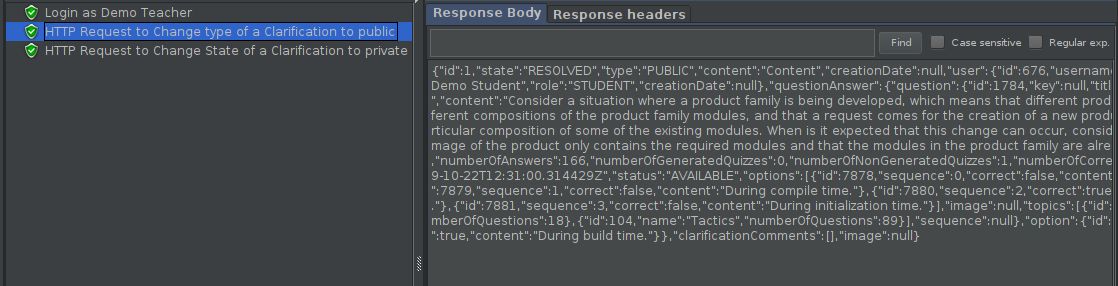 Login as Demo Teacher
HTTP Request to Change type of a Clarification to public
HTTP Request to Change State of a Clarification to private
Response Body
Response headers
Find
Case sensitive
Regular exp.
{"id":1,"state":"RESOLVED","type":"PUBLIC","content":"Content","creationDate":null,"user":{"id":676,"usernam
Demo Student","role":"STUDENT","creationDate":null},"questionAnswer":{"question":{"id":1784,"key":null,"titl
","content":"Consider a situation where a product family is being developed, which means that different prod
ferent compositions of the product family modules, and that a request comes for the creation of a new produ
rticular composition of some of the existing modules. When is it expected that this change can occur, consid
mage of the product only contains the required modules and that the modules in the product family are alre
,"numberOfAnswers":166,"numberOfGeneratedQuizzes":0,"numberOfNonGeneratedQuizzes":1,"numberOfCorre
9-10-22T12:31:00.314429Z","status":"AVAILABLE","options":[{"id":7878,"sequence":0,"correct":false,"content
":7879,"sequence":1,"correct":false,"content":"During compile time."},{"id":7880,"sequence":2,"correct":true
."},{"id":7881,"sequence":3,"correct":false,"content":"During initialization time."}],"image":null,"topics":[{"id":
mberOfQuestions":18},{"id":104,"name":"Tactics","numberOfQuestions":89}],"sequence":null},"option":{"id":
":true,"content":"During build time."}},"clarificationComments":[],"image":null}